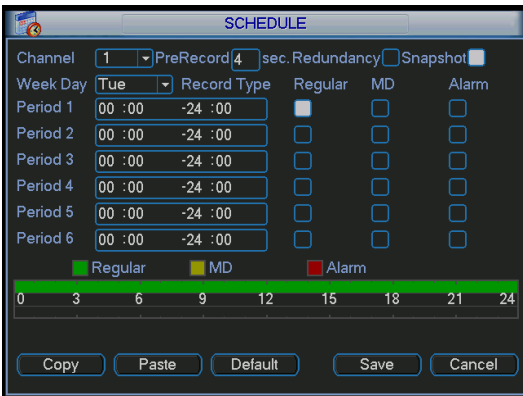 SCHEDULE
Channel 1 PreRecord 4 sec. Redundancy Snapshot
Week Day Tue Record Type Regular MD Alarm
Period 1 00 :00 -24 :00
Period 2 00 :00 -24 :00
Period 3 00 :00 -24 :00
Period 4 00 :00 -24 :00
Period 5 00 :00 -24 :00
Period 6 00 :00 -24 :00
Regular MD Alarm
0 3 6 9 12 15 18 21 24
Copy Paste Default Save Cancel